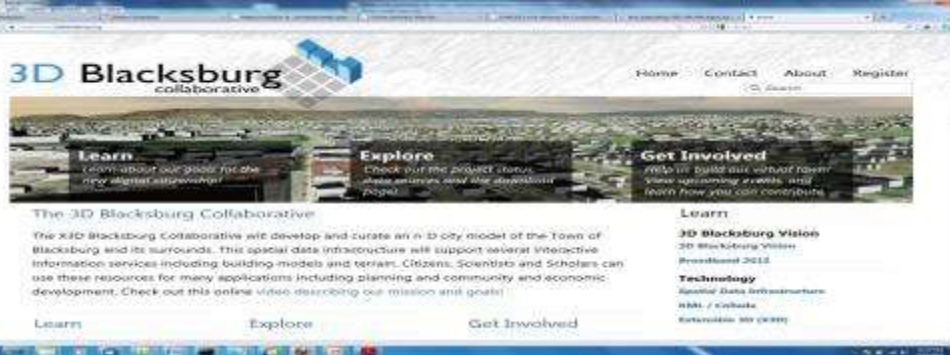 3D Blacksburg
collaborative
Home Contact About Register
Search
Learn
Learn about our goals for the
new digital citizenship!
Explore
Check out the project status,
data sources and the download
page!
Get Involved
Help us build our virtual town!
View upcoming events, and
learn how you can contribute.
The 3D Blacksburg Collaborative
The X3D Blacksburg Collaborative will develop and curate an n-D city model of the Town of
Blacksburg and its surrounds. This spatial data infrastructure will support several interactive
information services including building models and terrain. Citizens, Scientists and Scholars can
use these resources for many applications including planning and community and economic
development. Check out this online video describing our mission and goals!
Learn
Explore
Get Involved
Learn
3D Blacksburg Vision
3D Blacksburg Vision
Broadband 2015
Technology
Spatial Data Infrastructure
KML / Collada
Extensible 3D (X3D)